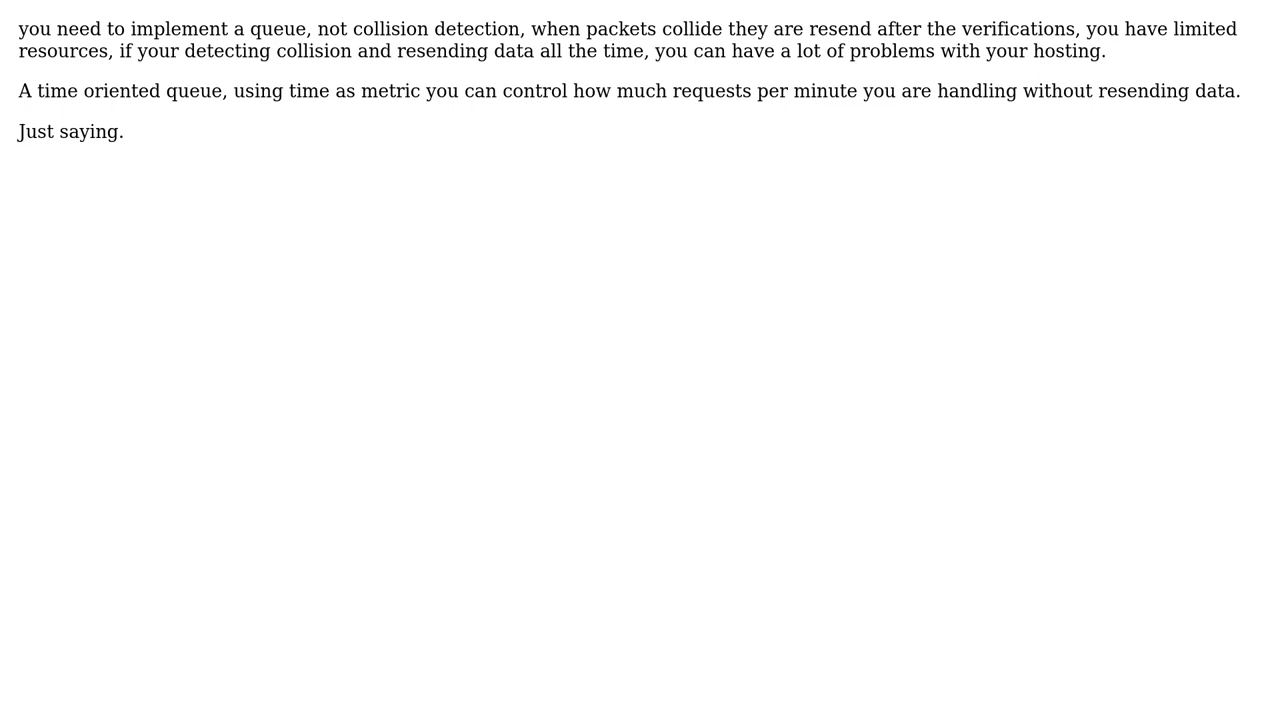 you need to implement a queue, not collision detection, when packets collide they are resend after the verifications, you have limited
resources, if your detecting collision and resending data all the time, you can have a lot of problems with your hosting.
A time oriented queue, using time as metric you can control how much requests per minute you are handling without resending data.
Just saying.